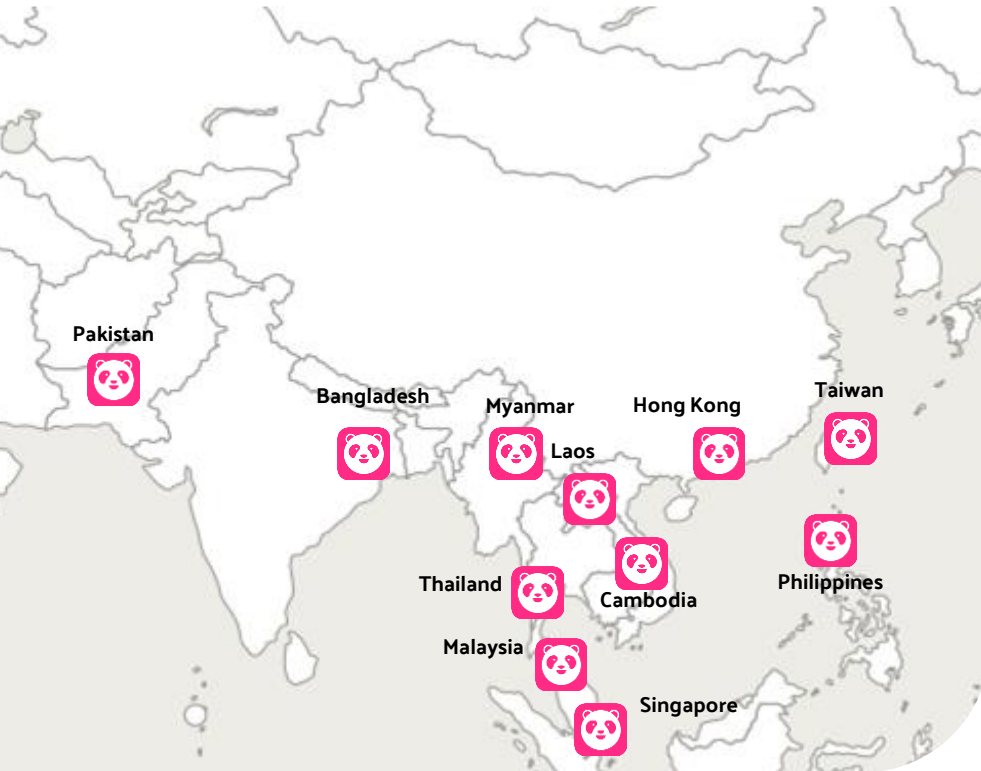 Pakistan
Bangladesh
Myanmar
Hong Kong
Taiwan
Laos
Thailand
Cambodia
Philippines
Malaysia
Singapore